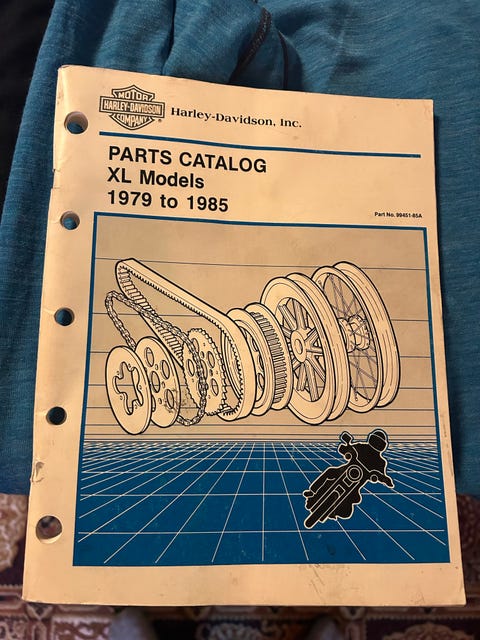 MOTOR
HARLEY-DAVIDSON
COMPANY
®
Harley-Davidson, Inc.
PARTS CATALOG
XL Models
1979 to 1985
Part No. 99451-85A